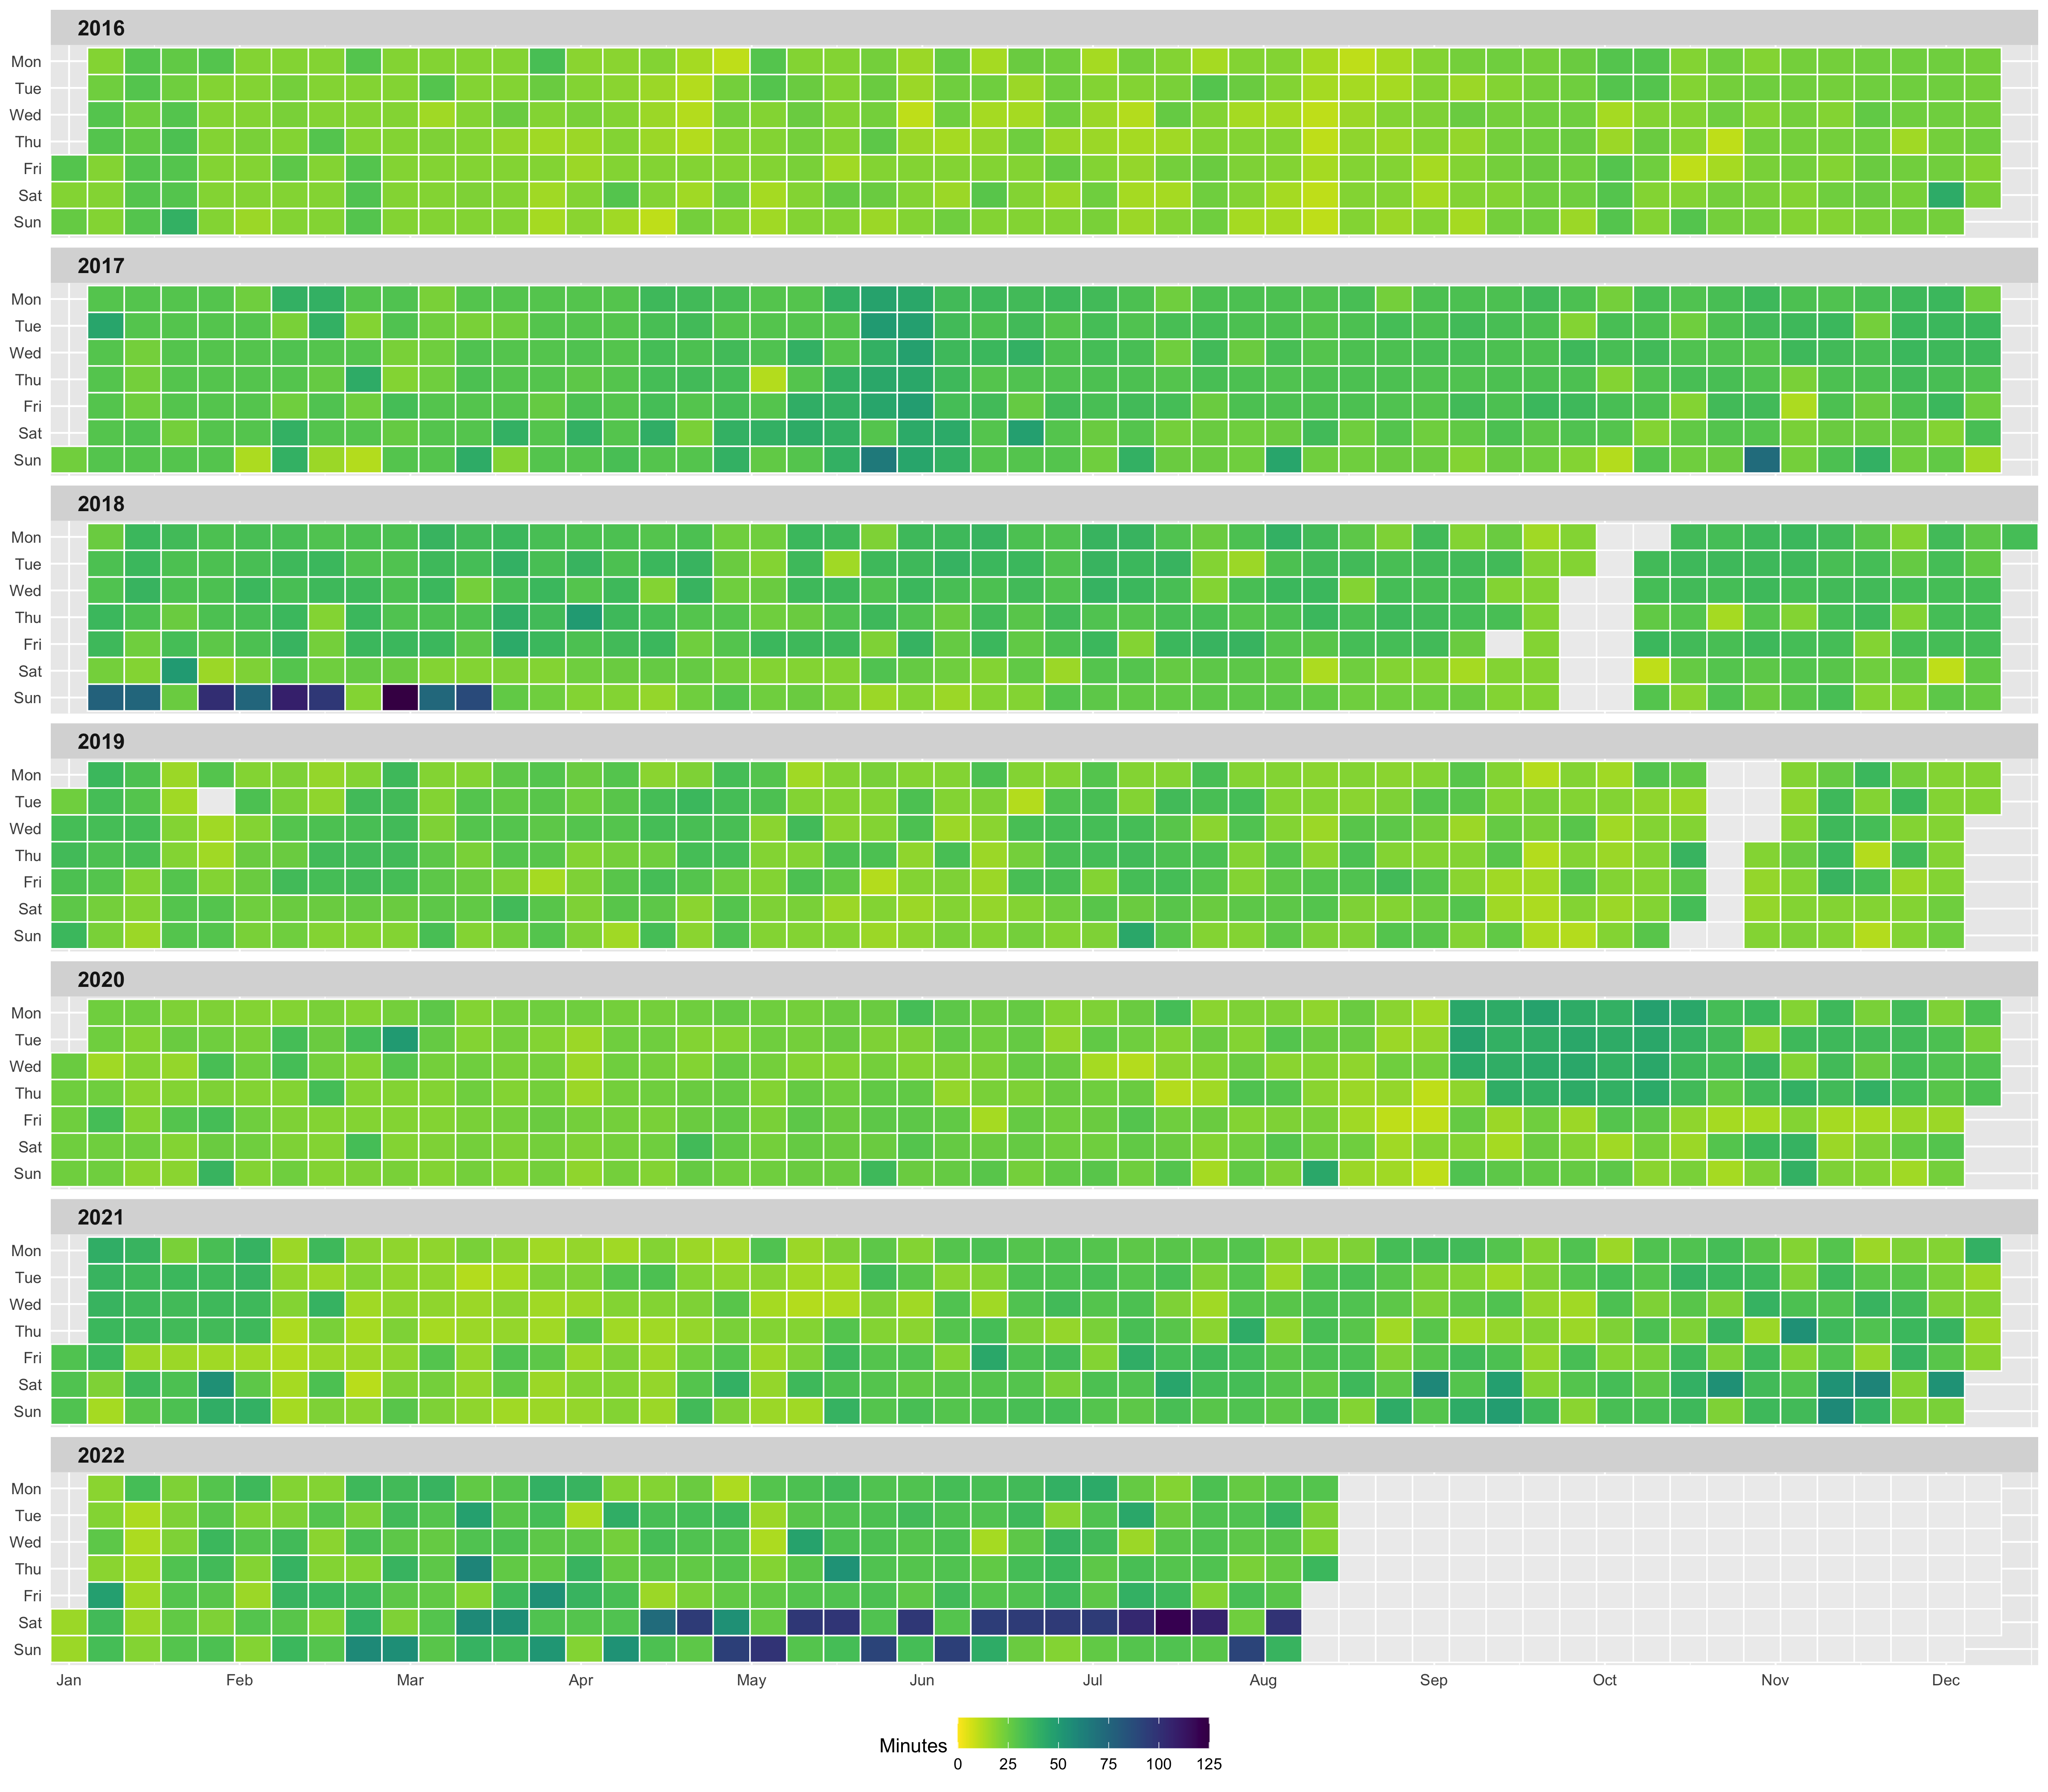 2016
Mon
Tue
Wed
Thu
Fri
Sat
Sun
2017
Mon
Tue
Wed
Thu
Fri
Sat
Sun
2018
Mon
Tue
Wed
Thu
Fri
Sat
Sun
2019
Mon
Tue
Wed
Thu
Fri
Sat
Sun
2020
Mon
Tue
Wed
Thu
Fri
Sat
Sun
2021
Mon
Tue
Wed
Thu
Fri
Sat
Sun
2022
Mon
Tue
Wed
Thu
Fri
Sat
Sun
Jan Feb Mar Apr May Jun Jul Aug Sep Oct Nov Dec
Minutes
0 25 50 75 100 125